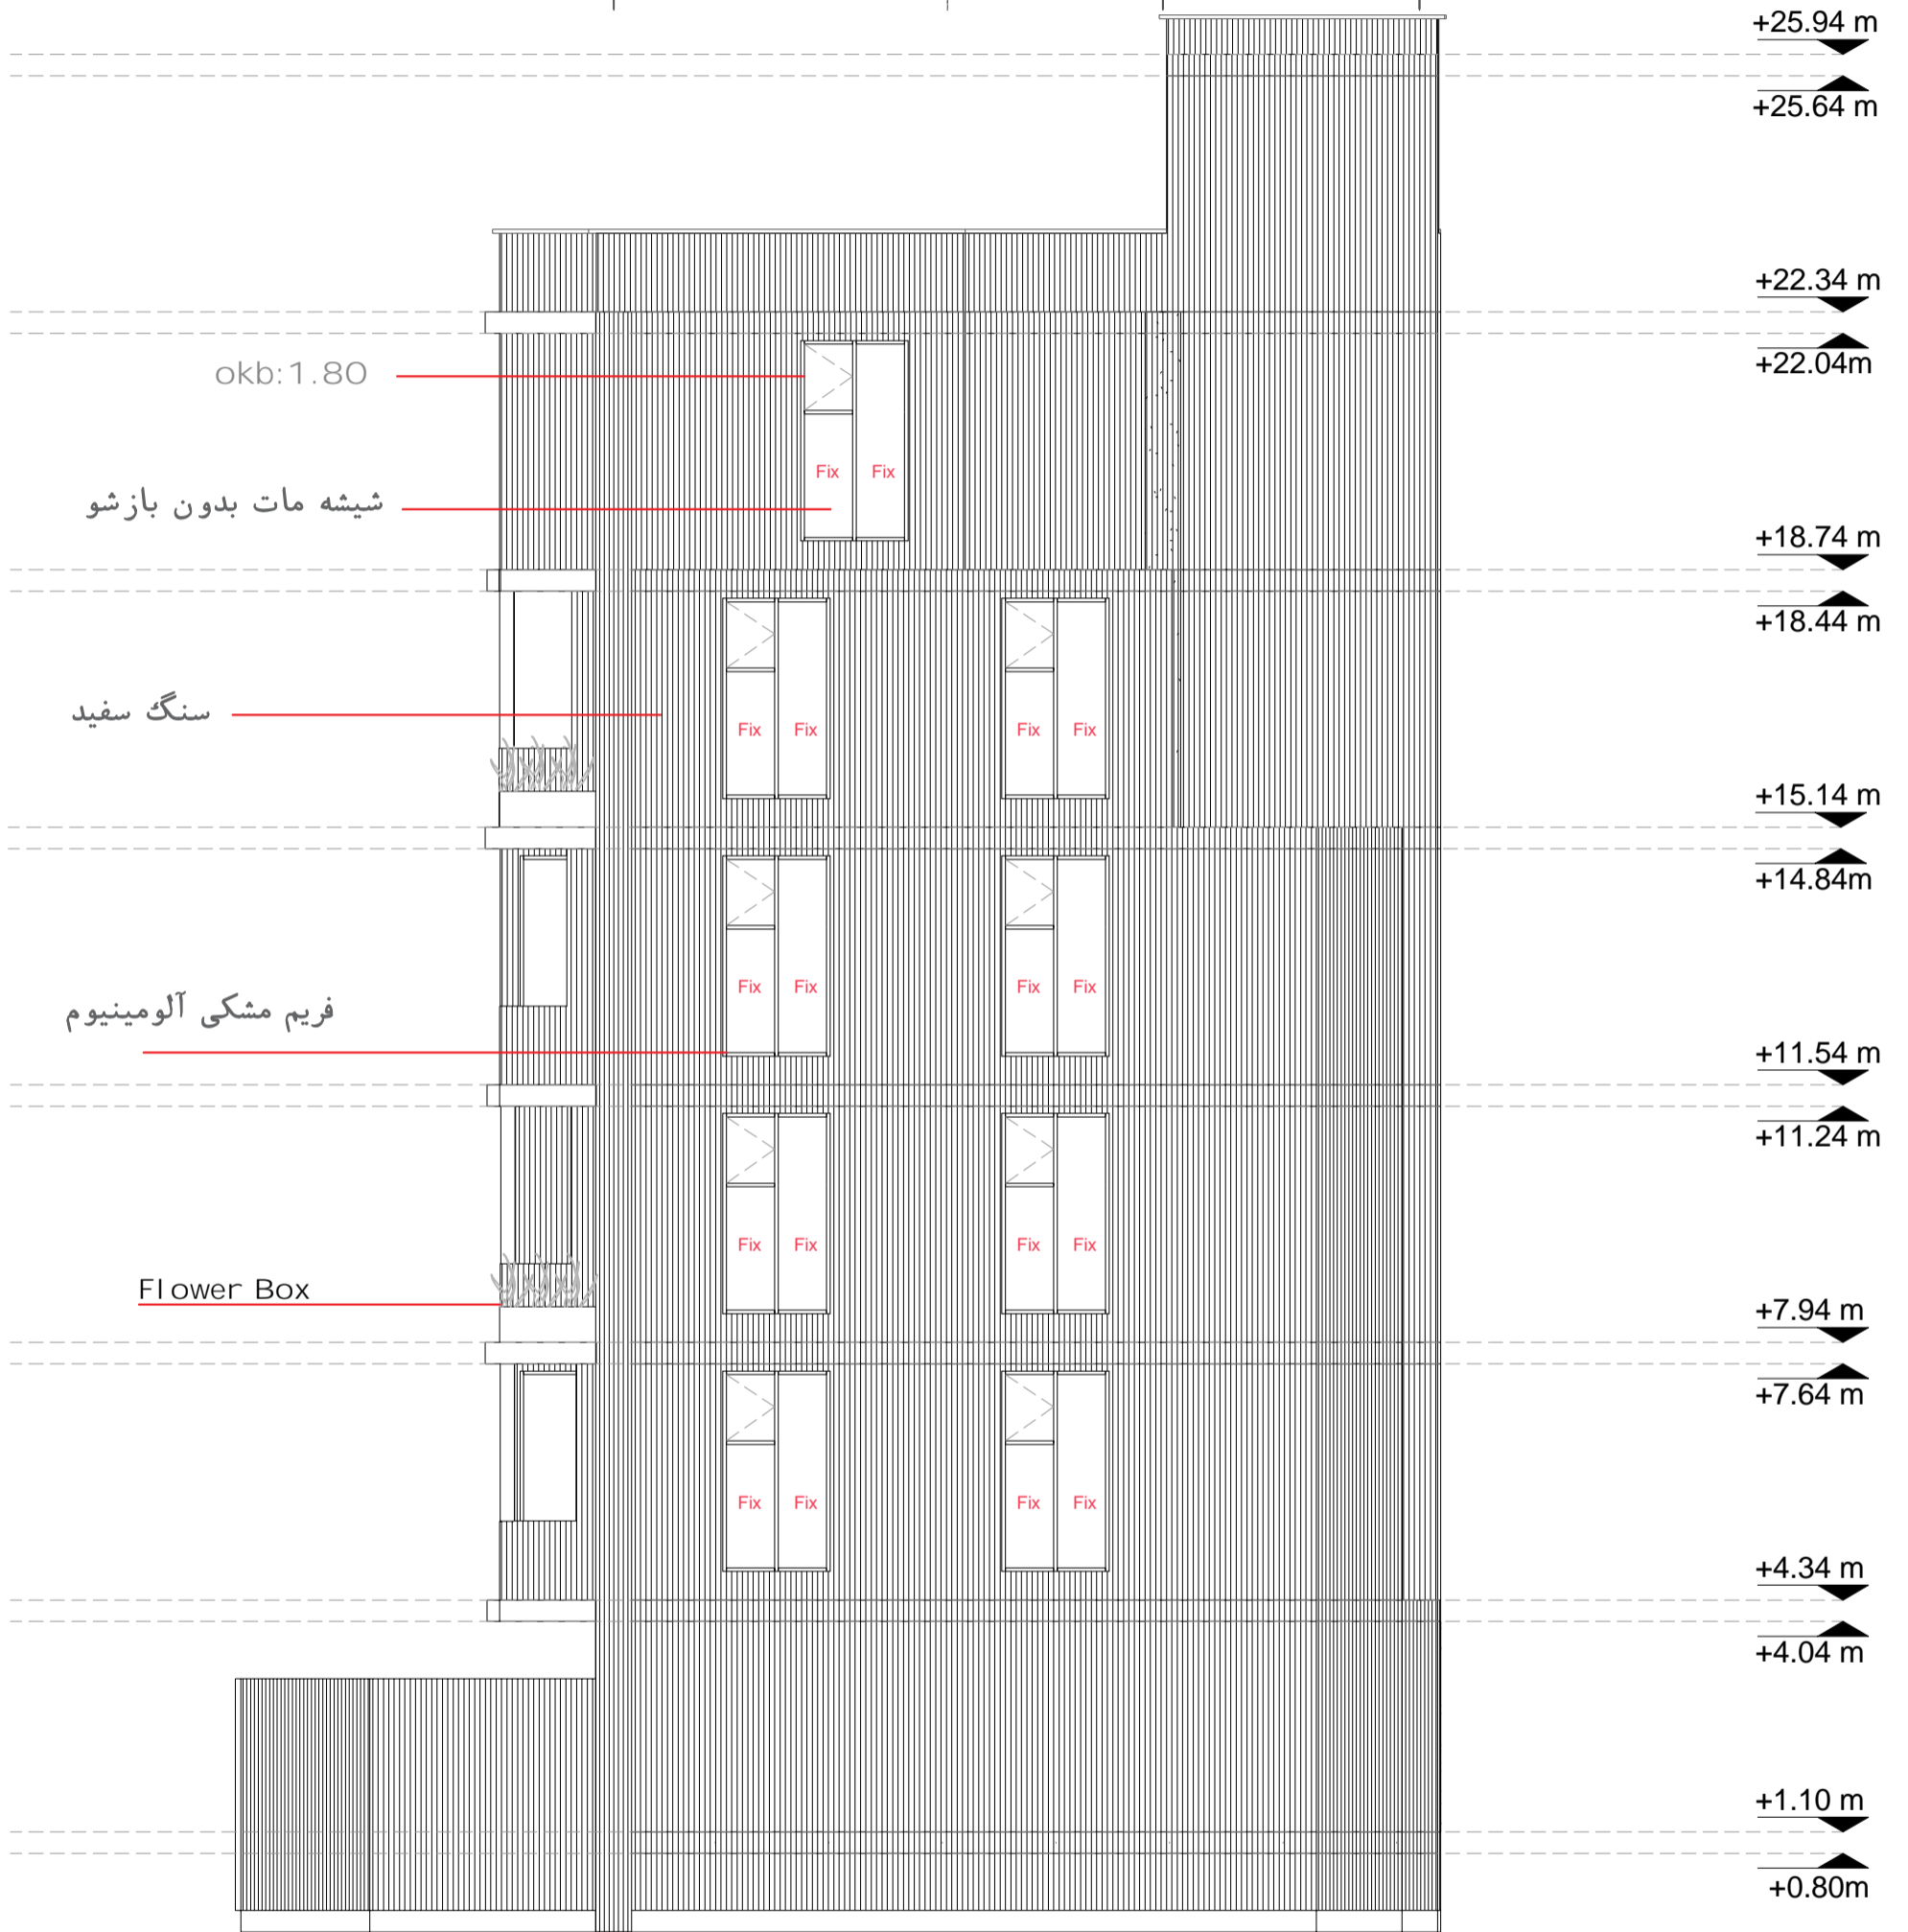 +25.94 m
+25.64 m
+22.34 m
+22.04m
okb:1.80
Fix Fix
شیشه مات بدون بازشو
+18.74 m
+18.44 m
سنگ سفید
Fix Fix Fix Fix
+15.14 m
+14.84m
Fix Fix Fix Fix
فریم مشکی آلومینیوم
+11.54 m
+11.24 m
Fix Fix Fix Fix
Flower Box
+7.94 m
+7.64 m
Fix Fix Fix Fix
+4.34 m
+4.04 m
+1.10 m
+0.80m